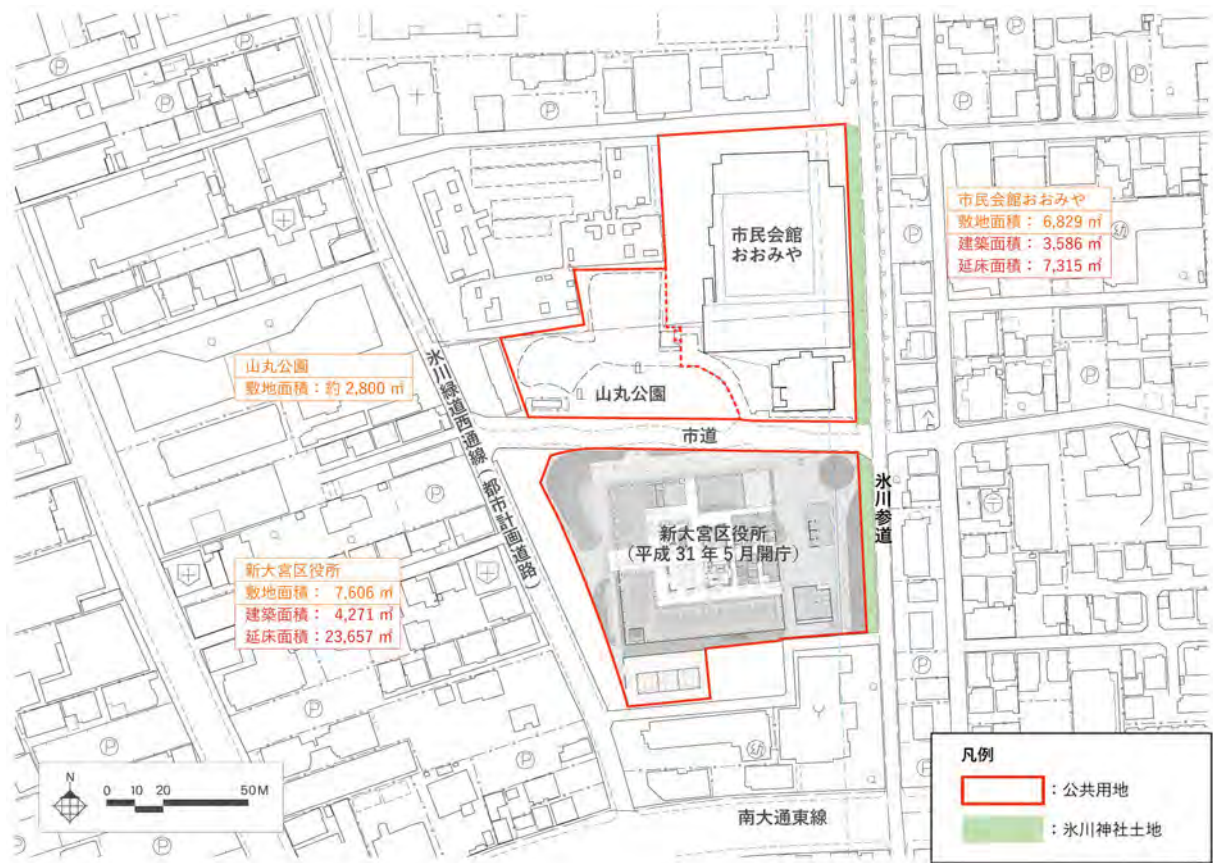 市民会館おおみや
敷地面積： 6,829 ㎡
建築面積： 3,586 ㎡
延床面積： 7,315 ㎡
市民会館
おおみや
山丸公園
敷地面積：約 2,800 ㎡
山丸公園
市道
氷川緑道西通線（都市計画道路
氷川参道
新大宮区役所
（平成 31 年 5 月開庁）
新大宮区役所
敷地面積： 7,606 ㎡
建築面積： 4,271 ㎡
延床面積：23,657 ㎡
南大通東線
N
0 10 20 50M
凡例
：公共用地
：氷川神社土地
P
P
P
P
P
P
P
P
P
P
P
P
P
P
幼
幼